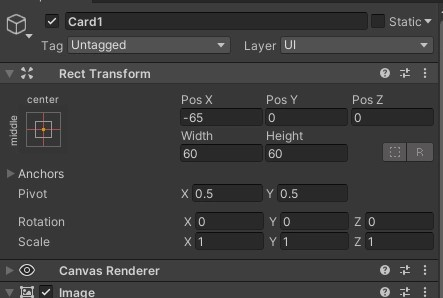 Card1 Static
Tag Untagged Layer UI
Rect Transform
center
middle
Pos X Pos Y Pos Z
-65 0 0
Width Height
60 60
R
Anchors
Pivot X 0.5 Y 0.5
Rotation X 0 Y 0 Z 0
Scale X 1 Y 1 Z 1
Canvas Renderer
Image